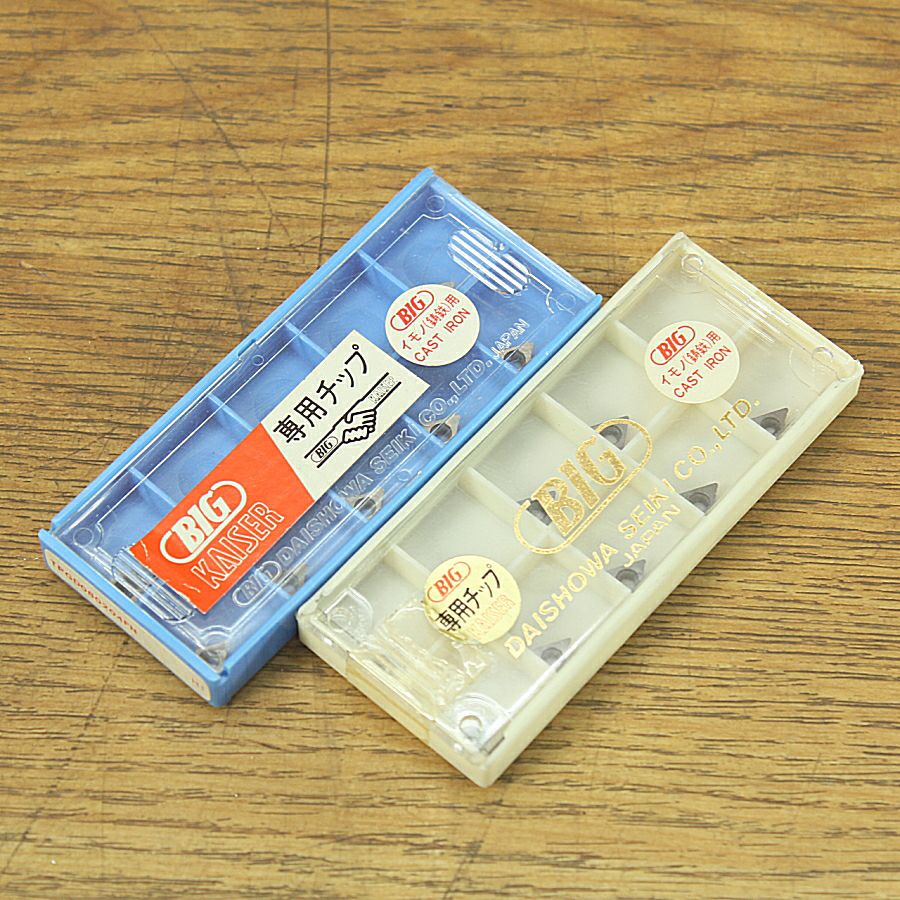 BIG
イモノ(鋳鉄)用
CAST IRON
専用チップ
BIG
KAISER
BIG
KAISER
BIG
DAISHOWA SEIKI CO.,LTD. JAPAN
BIG
イモノ(鋳鉄)用
CAST IRON
BIG
DAISHOWA SEIKI CO., LTD.
JAPAN
BIG
専用チップ